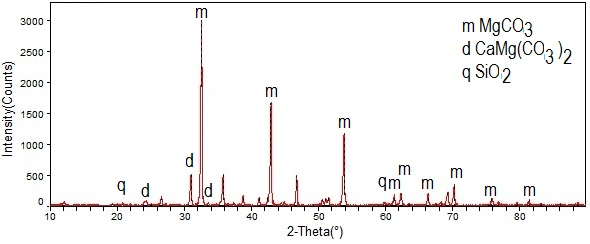 m MgCO3
d CaMg(CO3 )2
q SiO2
Intensity(Counts)
3000
2500
2000
1500
1000
500
0
m
m
m
d
q
d
d
q
m
m
m
m
m
m
10
20
30
40
50
60
70
80
2-Theta(°)